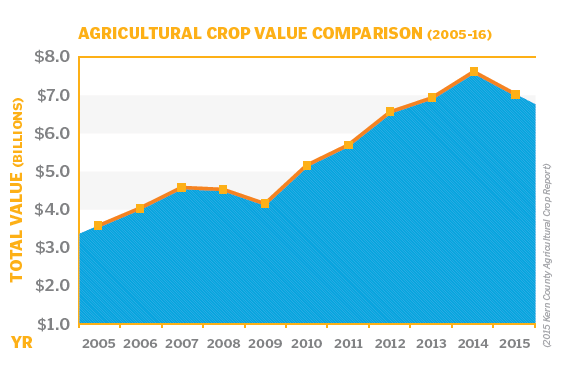 AGRICULTURAL CROP VALUE COMPARISON (2005-16)
TOTAL VALUE (BILLIONS)
$8.0
$7.0
$6.0
$5.0
$4.0
$3.0
$2.0
$1.0
YR 2005 2006 2007 2008 2009 2010 2011 2012 2013 2014 2015
(2015 Kern County Agricultural Crop Report)